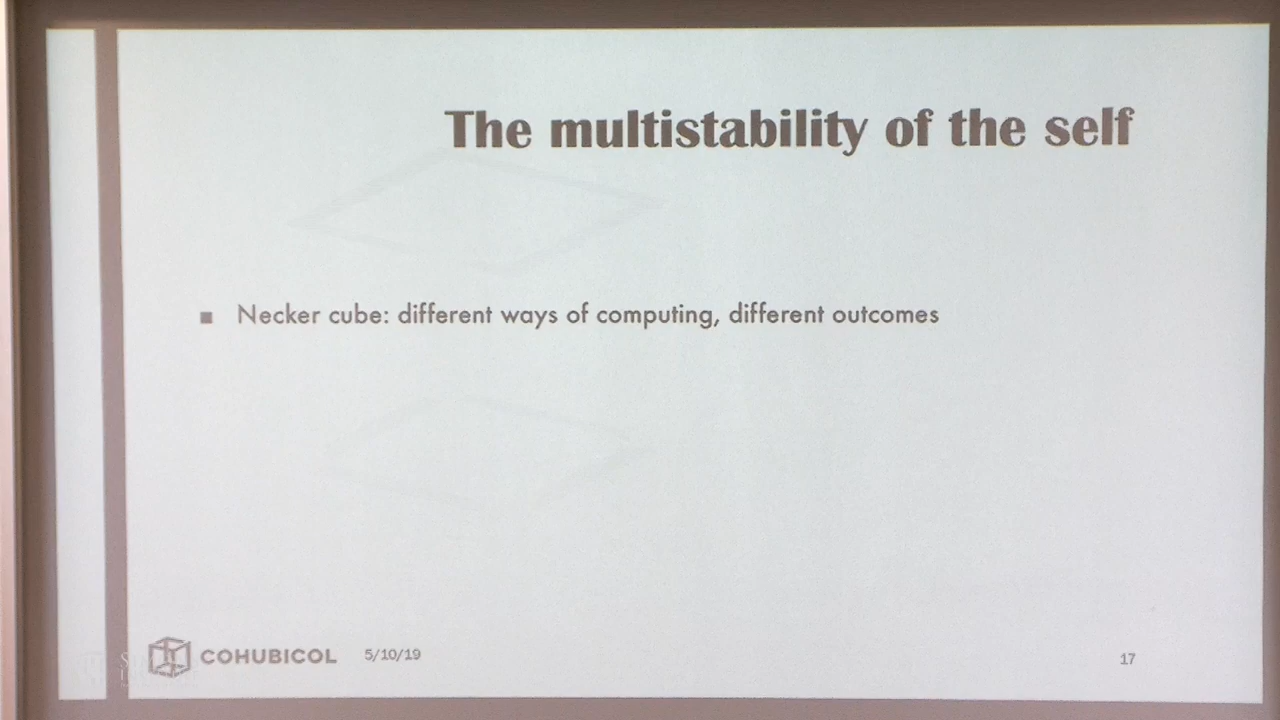 The multistability of the self
■ Necker cube: different ways of computing, different outcomes
COHUBICOL 5/10/19 17